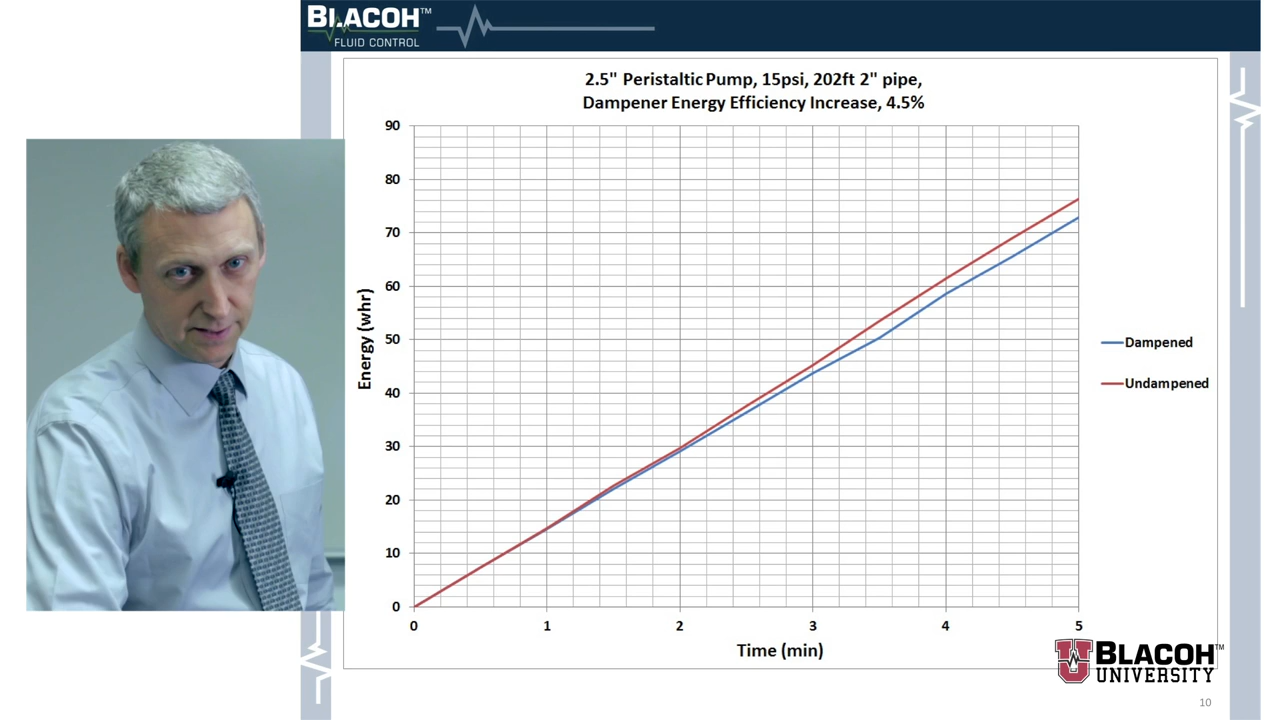 BLACOH™
FLUID CONTROL
2.5" Peristaltic Pump, 15psi, 202ft 2" pipe,
Dampener Energy Efficiency Increase, 4.5%
90
80
70
60
50
40
30
20
10
0
Energy (whr)
0 1 2 3 4 5
Time (min)
Dampened
Undampened
U BLACOH™
UNIVERSITY
10